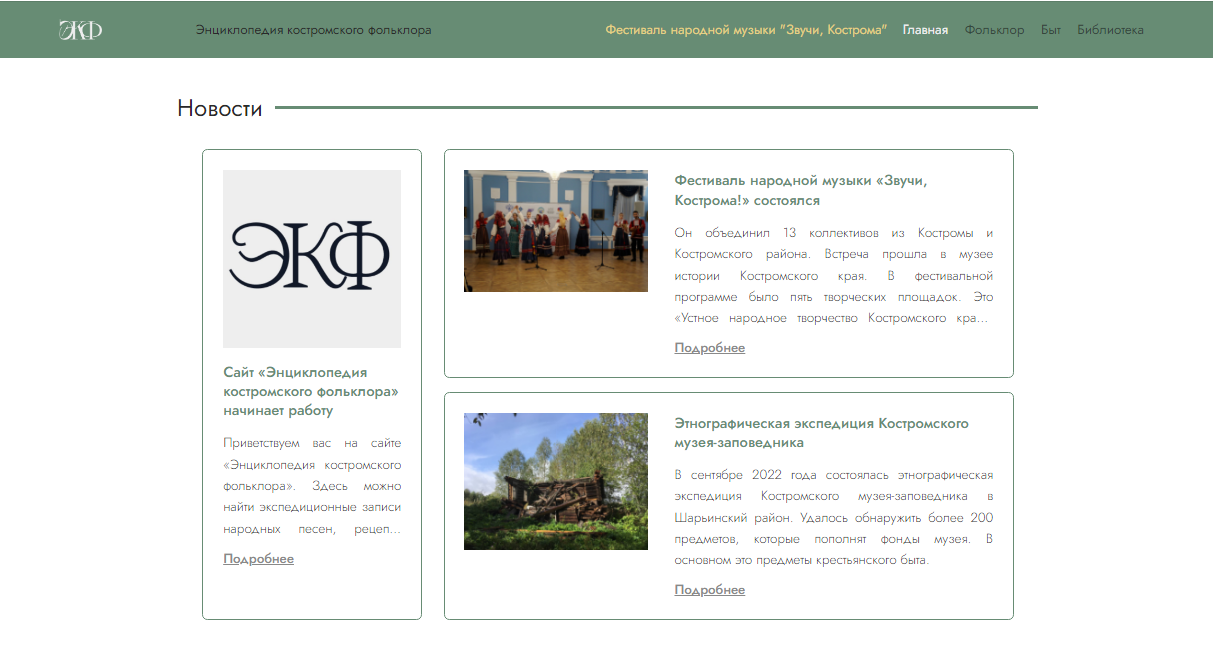 ЭКФ
Энциклопедия костромского фольклора
Фестиваль народной музыки "Звучи, Кострома"
Главная
Фольклор
Быт
Библиотека
Новости
ЭКФ
Сайт «Энциклопедия
костромского фольклора»
начинает работу
Приветствуем вас на сайте
«Энциклопедия костромского
фольклора». Здесь можно
найти экспедиционные записи
народных песен, рецеп...
Подробнее
Фестиваль народной музыки «Звучи,
Кострома!» состоялся
Он объединил 13 коллективов из Костромы и
Костромского района. Встреча прошла в музее
истории Костромского края. В фестивальной
программе было пять творческих площадок. Это
«Устное народное творчество Костромского кра...
Подробнее
Этнографическая экспедиция Костромского
музея-заповедника
В сентябре 2022 года состоялась этнографическая
экспедиция Костромского музея-заповедника в
Шарьинский район. Удалось обнаружить более 200
предметов, которые пополнят фонды музея. В
основном это предметы крестьянского быта.
Подробнее